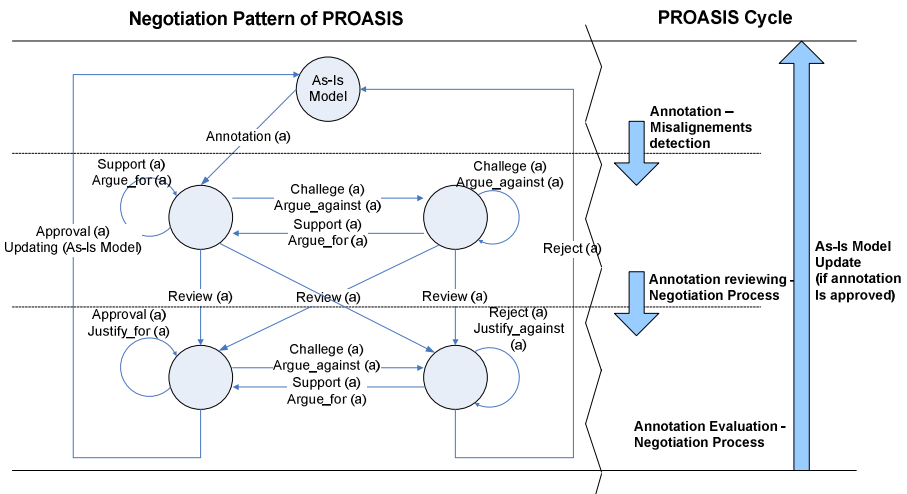 Negotiation Pattern of PROASIS
PROASIS Cycle
As-Is
Model
Annotation (a)
Annotation –
Misalignements
detection
Support (a)
Argue_for (a)
Challege (a)
Argue_against (a)
Challege (a)
Argue_against (a)
Support (a)
Argue_for (a)
Approval (a)
Updating (As-Is Model)
Reject (a)
As-Is Model
Update
(if annotation
Is approved)
Review (a)
Review (a)
Review (a)
Annotation reviewing -
Negotiation Process
Approval (a)
Justify_for (a)
Reject (a)
Justify_against
(a)
Challege (a)
Argue_against (a)
Support (a)
Argue_for (a)
Annotation Evaluation -
Negotiation Process